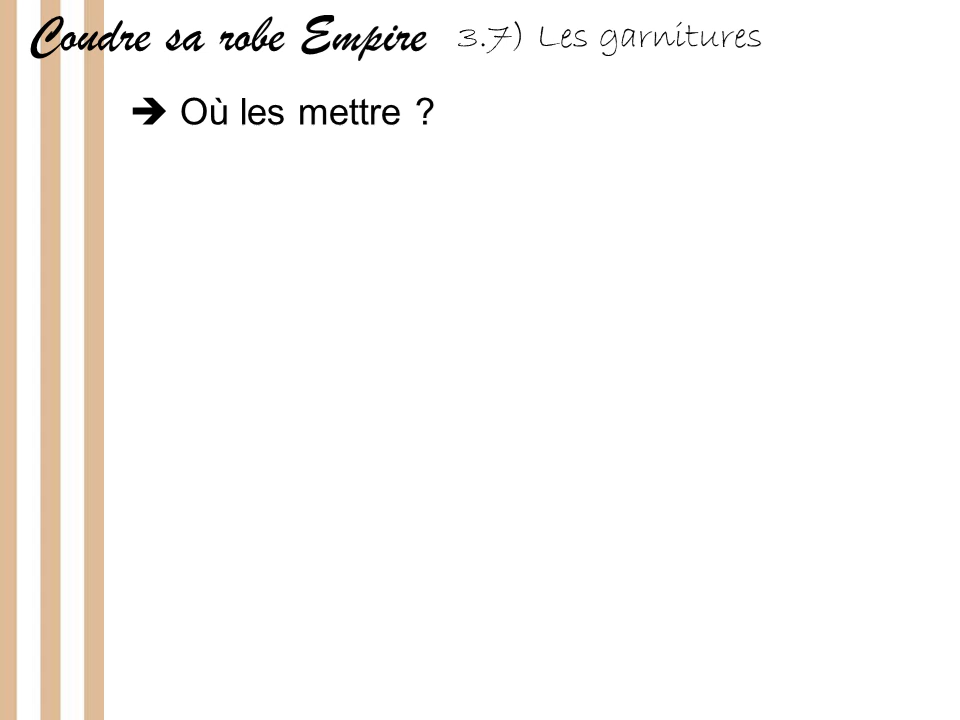 Coudre sa robe Empire 3.7) Les garnitures
➔ Où les mettre ?